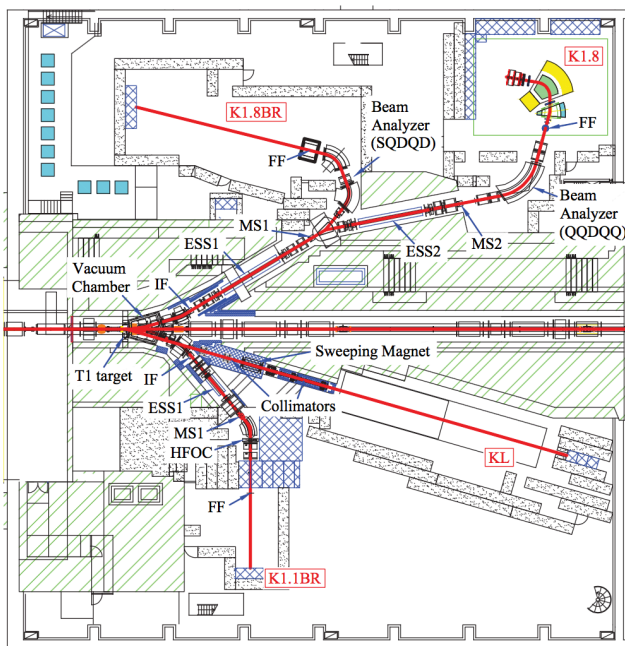 K1.8
K1.8BR
Beam
Analyzer
(SQDQD)
FF
FF
MS1
ESS1
Beam
Analyzer
(QQDQQ)
ESS2
MS2
Vacuum
Chamber
IF
T1 target
IF
Sweeping Magnet
ESS1
Collimators
MS1
HFOC
KL
FF
K1.1BR